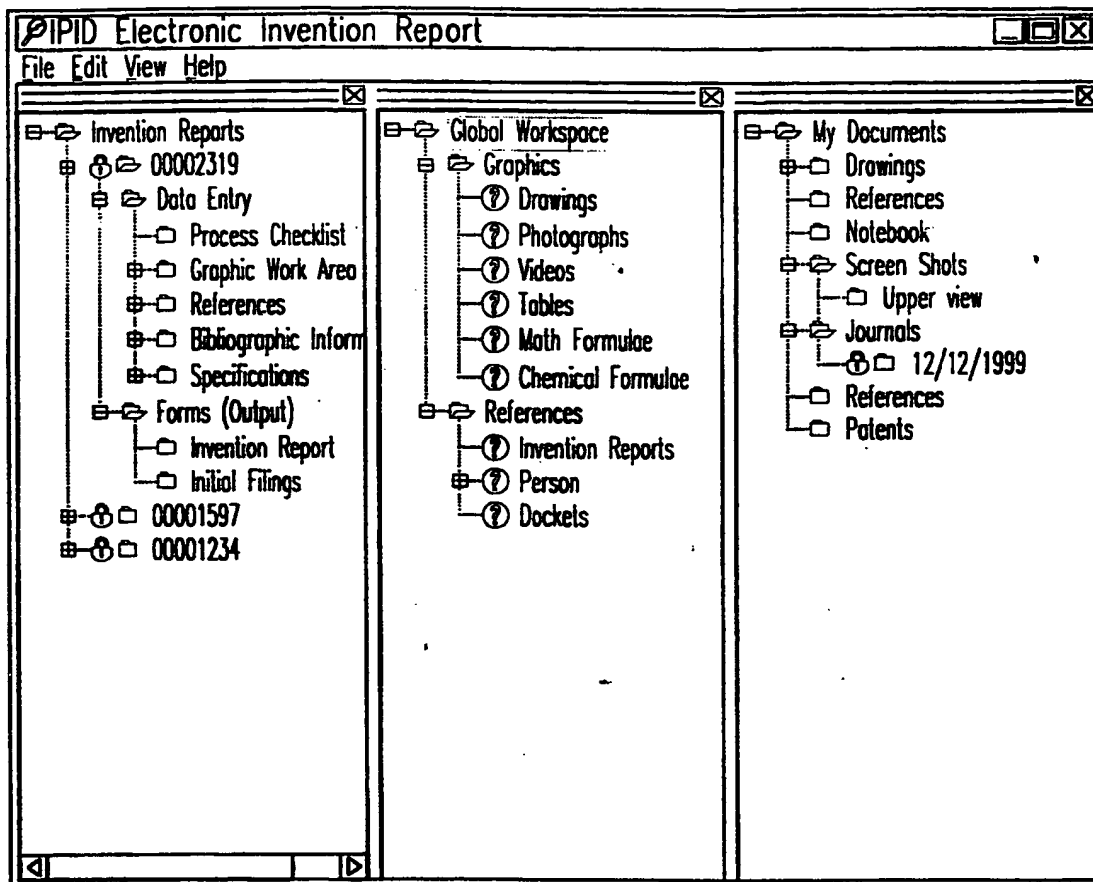 IPID Electronic Invention Report
File Edit View Help
Invention Reports
00002319
Data Entry
Process Checklist
Graphic Work Area
References
Bibliographic Inform
Specifications
Forms (Output)
Invention Report
Initial Filings
00001597
00001234
Global Workspace
Graphics
Drawings
Photographs
Videos
Tables
Math Formulae
Chemical Formulae
References
Invention Reports
Person
Dockets
My Documents
Drawings
References
Notebook
Screen Shots
Upper view
Journals
12/12/1999
References
Patents